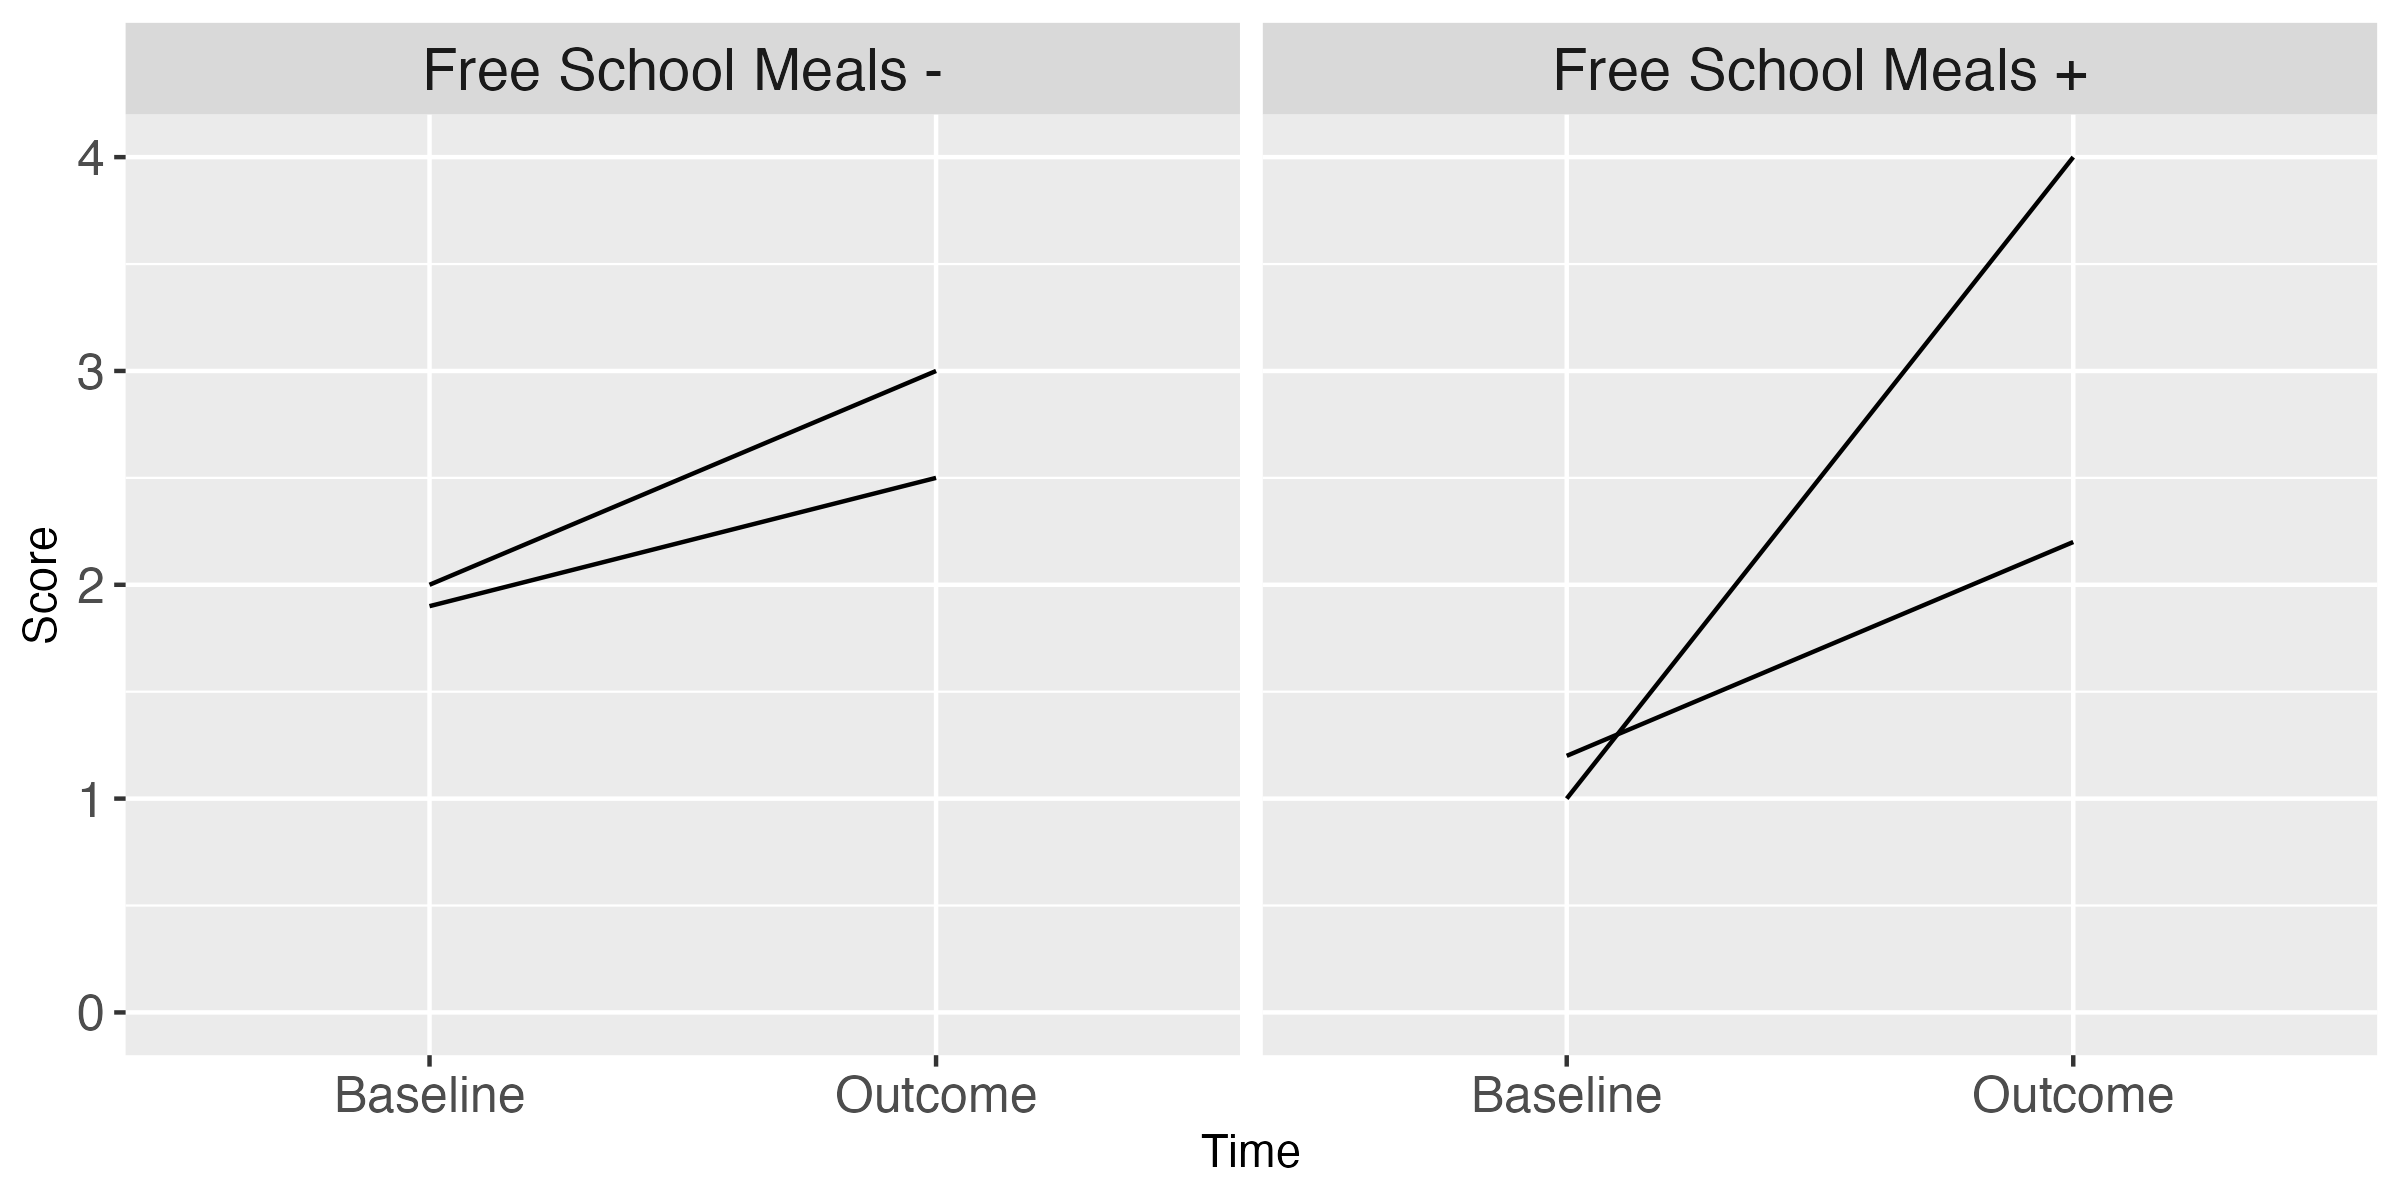 Free School Meals -
Free School Meals +
4
3
2
1
0
Score
Baseline
Outcome
Baseline
Outcome
Time